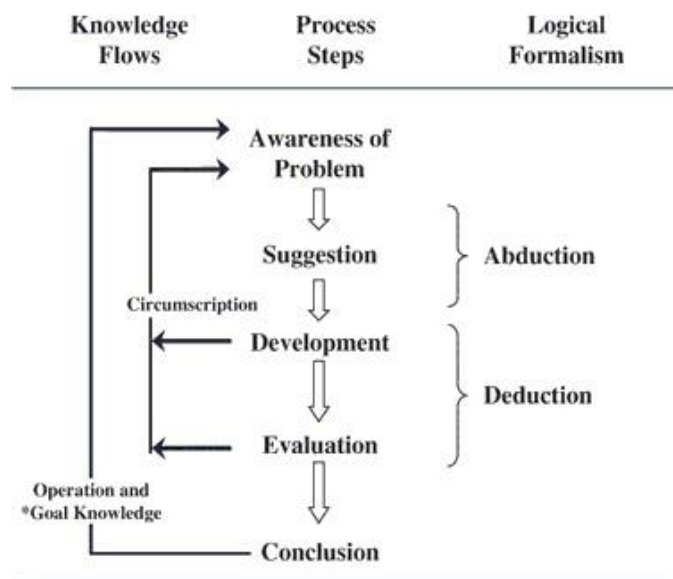 Knowledge
Flows
Process
Steps
Logical
Formalism
Awareness of
Problem
Suggestion
Abduction
Circumscription
Development
Deduction
Evaluation
Operation and
*Goal Knowledge
Conclusion